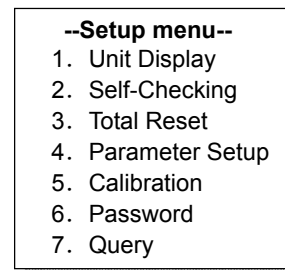 --Setup menu--
1. Unit Display
2. Self-Checking
3. Total Reset
4. Parameter Setup
5. Calibration
6. Password
7. Query